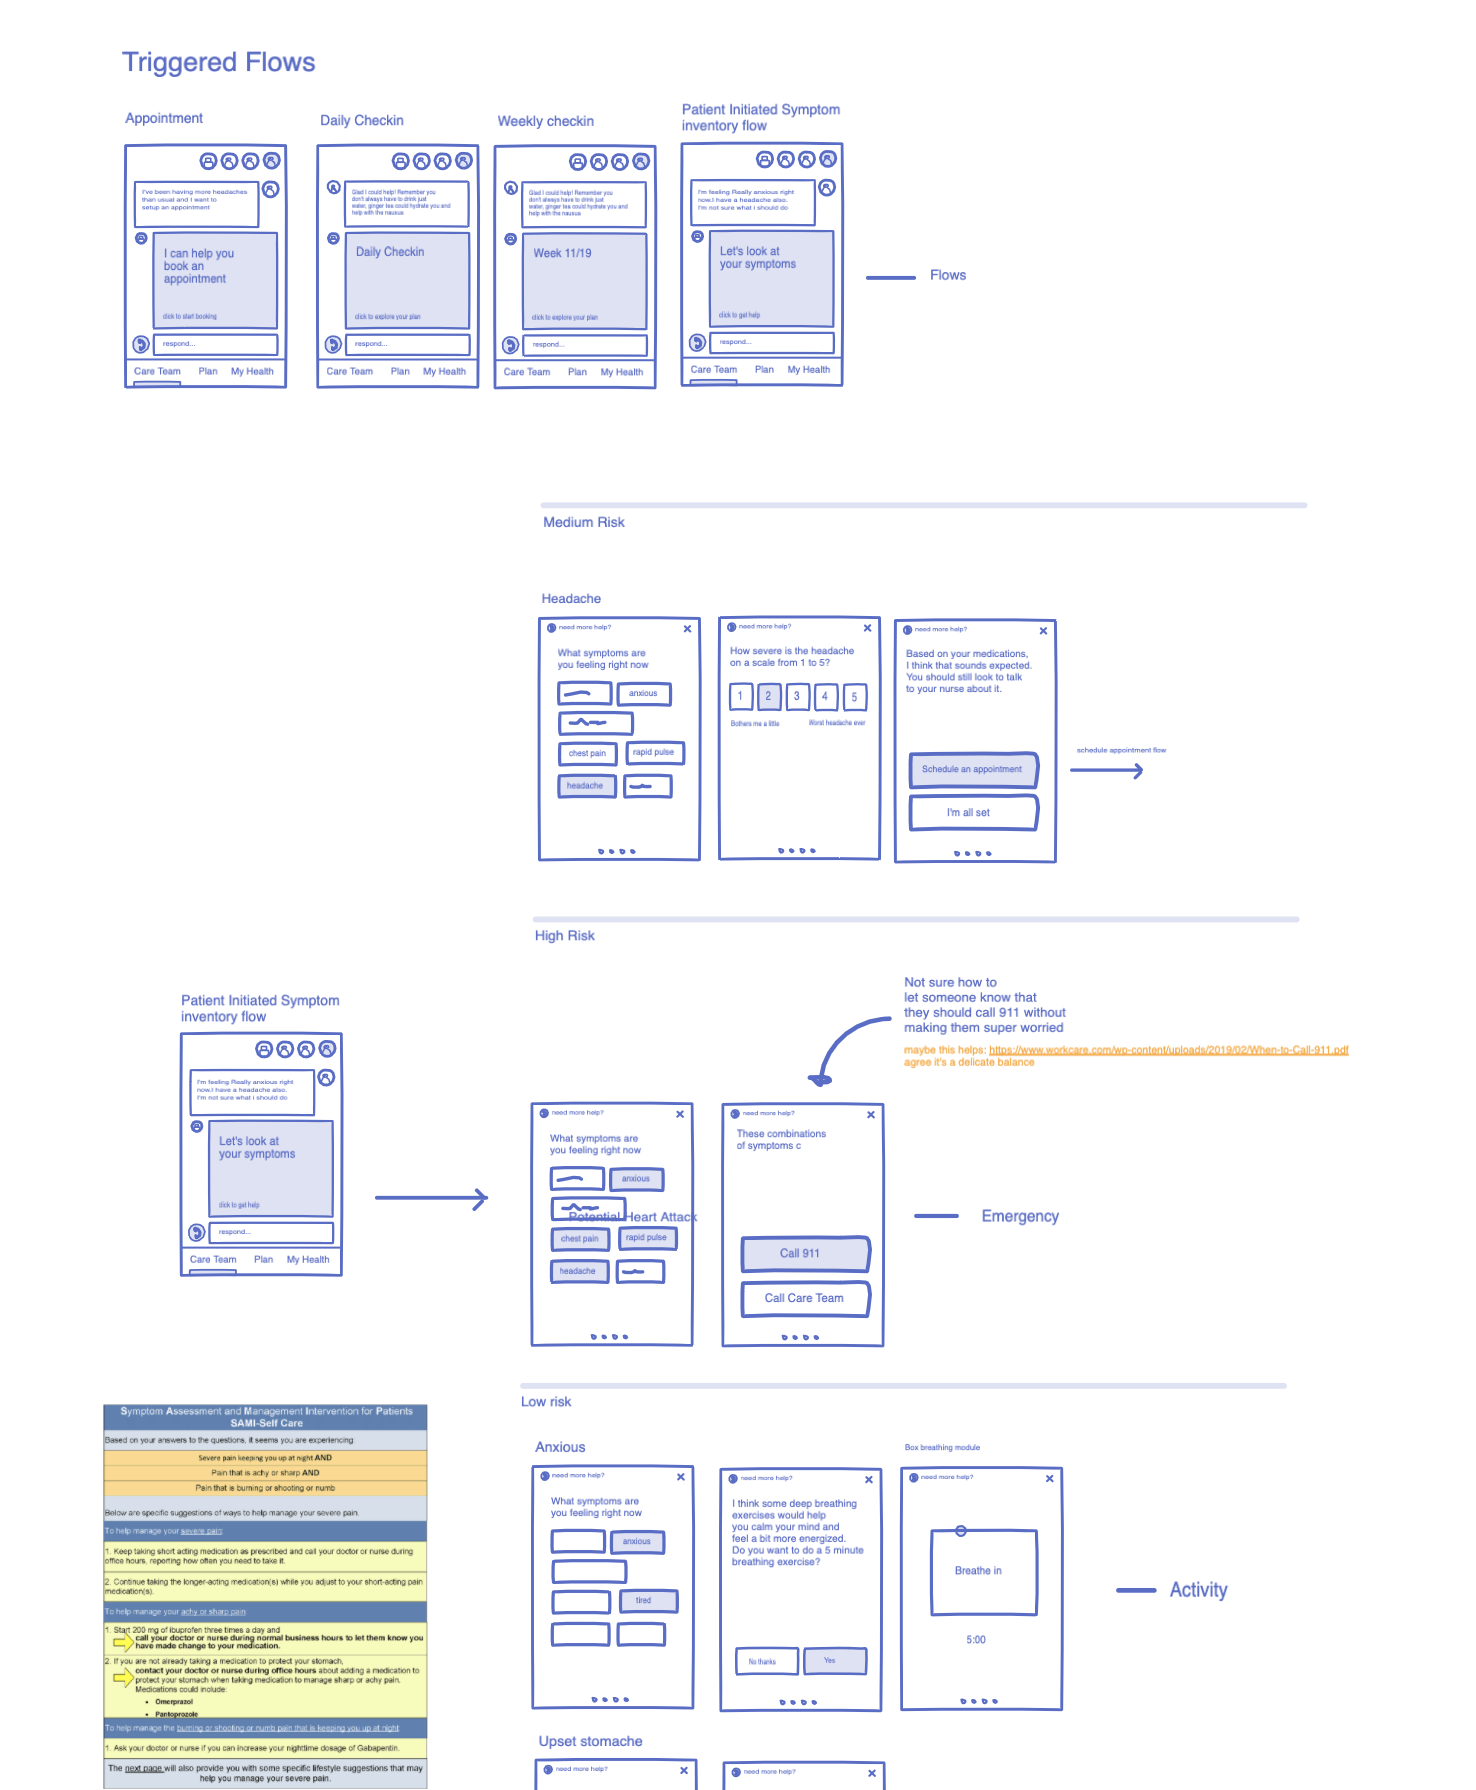 Triggered Flows
Appointment
I've been having more headaches
than usual and I want to
setup an appointment
I can help you
book an
appointment
click to start booking
respond...
Care Team Plan My Health
Daily Checkin
Glad I could help! Remember you
don't always have to drink just
water, ginger tea could hydrate you and
help with the nausua
Daily Checkin
click to explore your plan
respond...
Care Team Plan My Health
Weekly checkin
Glad I could help! Remember you
don't always have to drink just
water, ginger tea could hydrate you and
help with the nausua
Week 11/19
click to explore your plan
respond...
Care Team Plan My Health
Patient Initiated Symptom
inventory flow
I'm feeling Really anxious right
now.I have a headache also.
I'm not sure what i should do
Let's look at
your symptoms
click to get help
respond...
Care Team Plan My Health
Flows
Medium Risk
Headache
need more help?
What symptoms are
you feeling right now
anxious
chest pain
rapid pulse
headache
need more help?
How severe is the headache
on a scale from 1 to 5?
1 2 3 4 5
Bothers me a little
Worst headache ever
need more help?
Based on your medications,
I think that sounds expected.
You should still look to talk
to your nurse about it.
Schedule an appointment
I'm all set
schedule appointment flow
High Risk
Patient Initiated Symptom
inventory flow
I'm feeling Really anxious right
now.I have a headache also.
I'm not sure what i should do
Let's look at
your symptoms
click to get help
respond...
Care Team Plan My Health
Not sure how to
let someone know that
they should call 911 without
making them super worried
maybe this helps: https://www.workcare.com/wp-content/uploads/2019/02/When-to-Call-911.pdf
agree it's a delicate balance
need more help?
What symptoms are
you feeling right now
anxious
Potential Heart Attack
chest pain
rapid pulse
headache
need more help?
These combinations
of symptoms c
Call 911
Call Care Team
Emergency
Symptom Assessment and Management Intervention for Patients
SAMI-Self Care
Based on your answers to the questions, it seems you are experiencing:
Severe pain keeping you up at night AND
Pain that is achy or sharp AND
Pain that is burning or shooting or numb
Below are specific suggestions of ways to help manage your severe pain.
To help manage your severe pain:
1. Keep taking short acting medication as prescribed and call your doctor or nurse during
office hours, reporting how often you need to take it.
2. Continue taking the longer-acting medication(s) while you adjust to your short-acting pain
medication(s).
To help manage your achy or sharp pain:
1. Start 200 mg of ibuprofen three times a day and
call your doctor or nurse during normal business hours to let them know you
have made change to your medication.
2. If you are not already taking a medication to protect your stomach,
contact your doctor or nurse during office hours about adding a medication to
protect your stomach when taking medication to manage sharp or achy pain.
Medications could include:
• Omerprazol
• Pantoprozole
To help manage the burning or shooting or numb pain that is keeping you up at night
1. Ask your doctor or nurse if you can increase your nighttime dosage of Gabapentin.
The next page will also provide you with some specific lifestyle suggestions that may
help you manage your severe pain.
Low risk
Anxious
need more help?
What symptoms are
you feeling right now
anxious
tired
need more help?
I think some deep breathing
exercises would help
you calm your mind and
feel a bit more energized.
Do you want to do a 5 minute
breathing exercise?
No thanks
Yes
Box breathing module
need more help?
Breathe in
5:00
Activity
Upset stomache
need more help?
need more help?